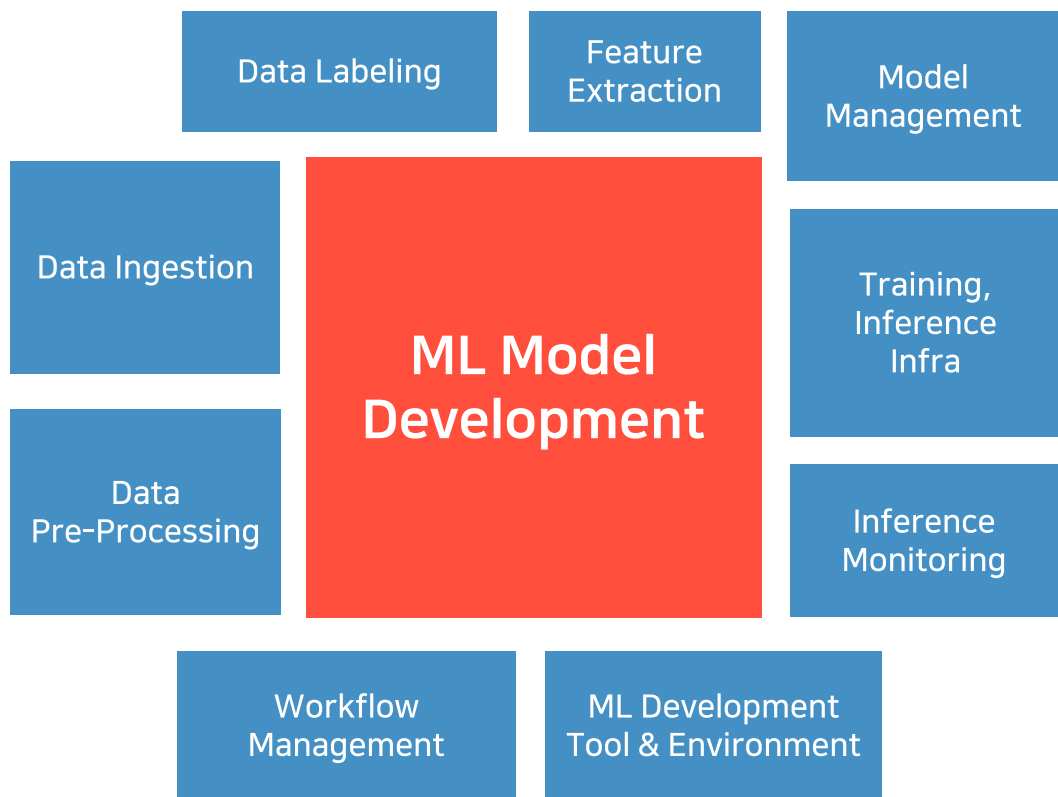 Data Labeling
Feature
Extraction
Model
Management
Data Ingestion
ML Model
Development
Training,
Inference
Infra
Data
Pre-Processing
Inference
Monitoring
Workflow
Management
ML Development
Tool & Environment